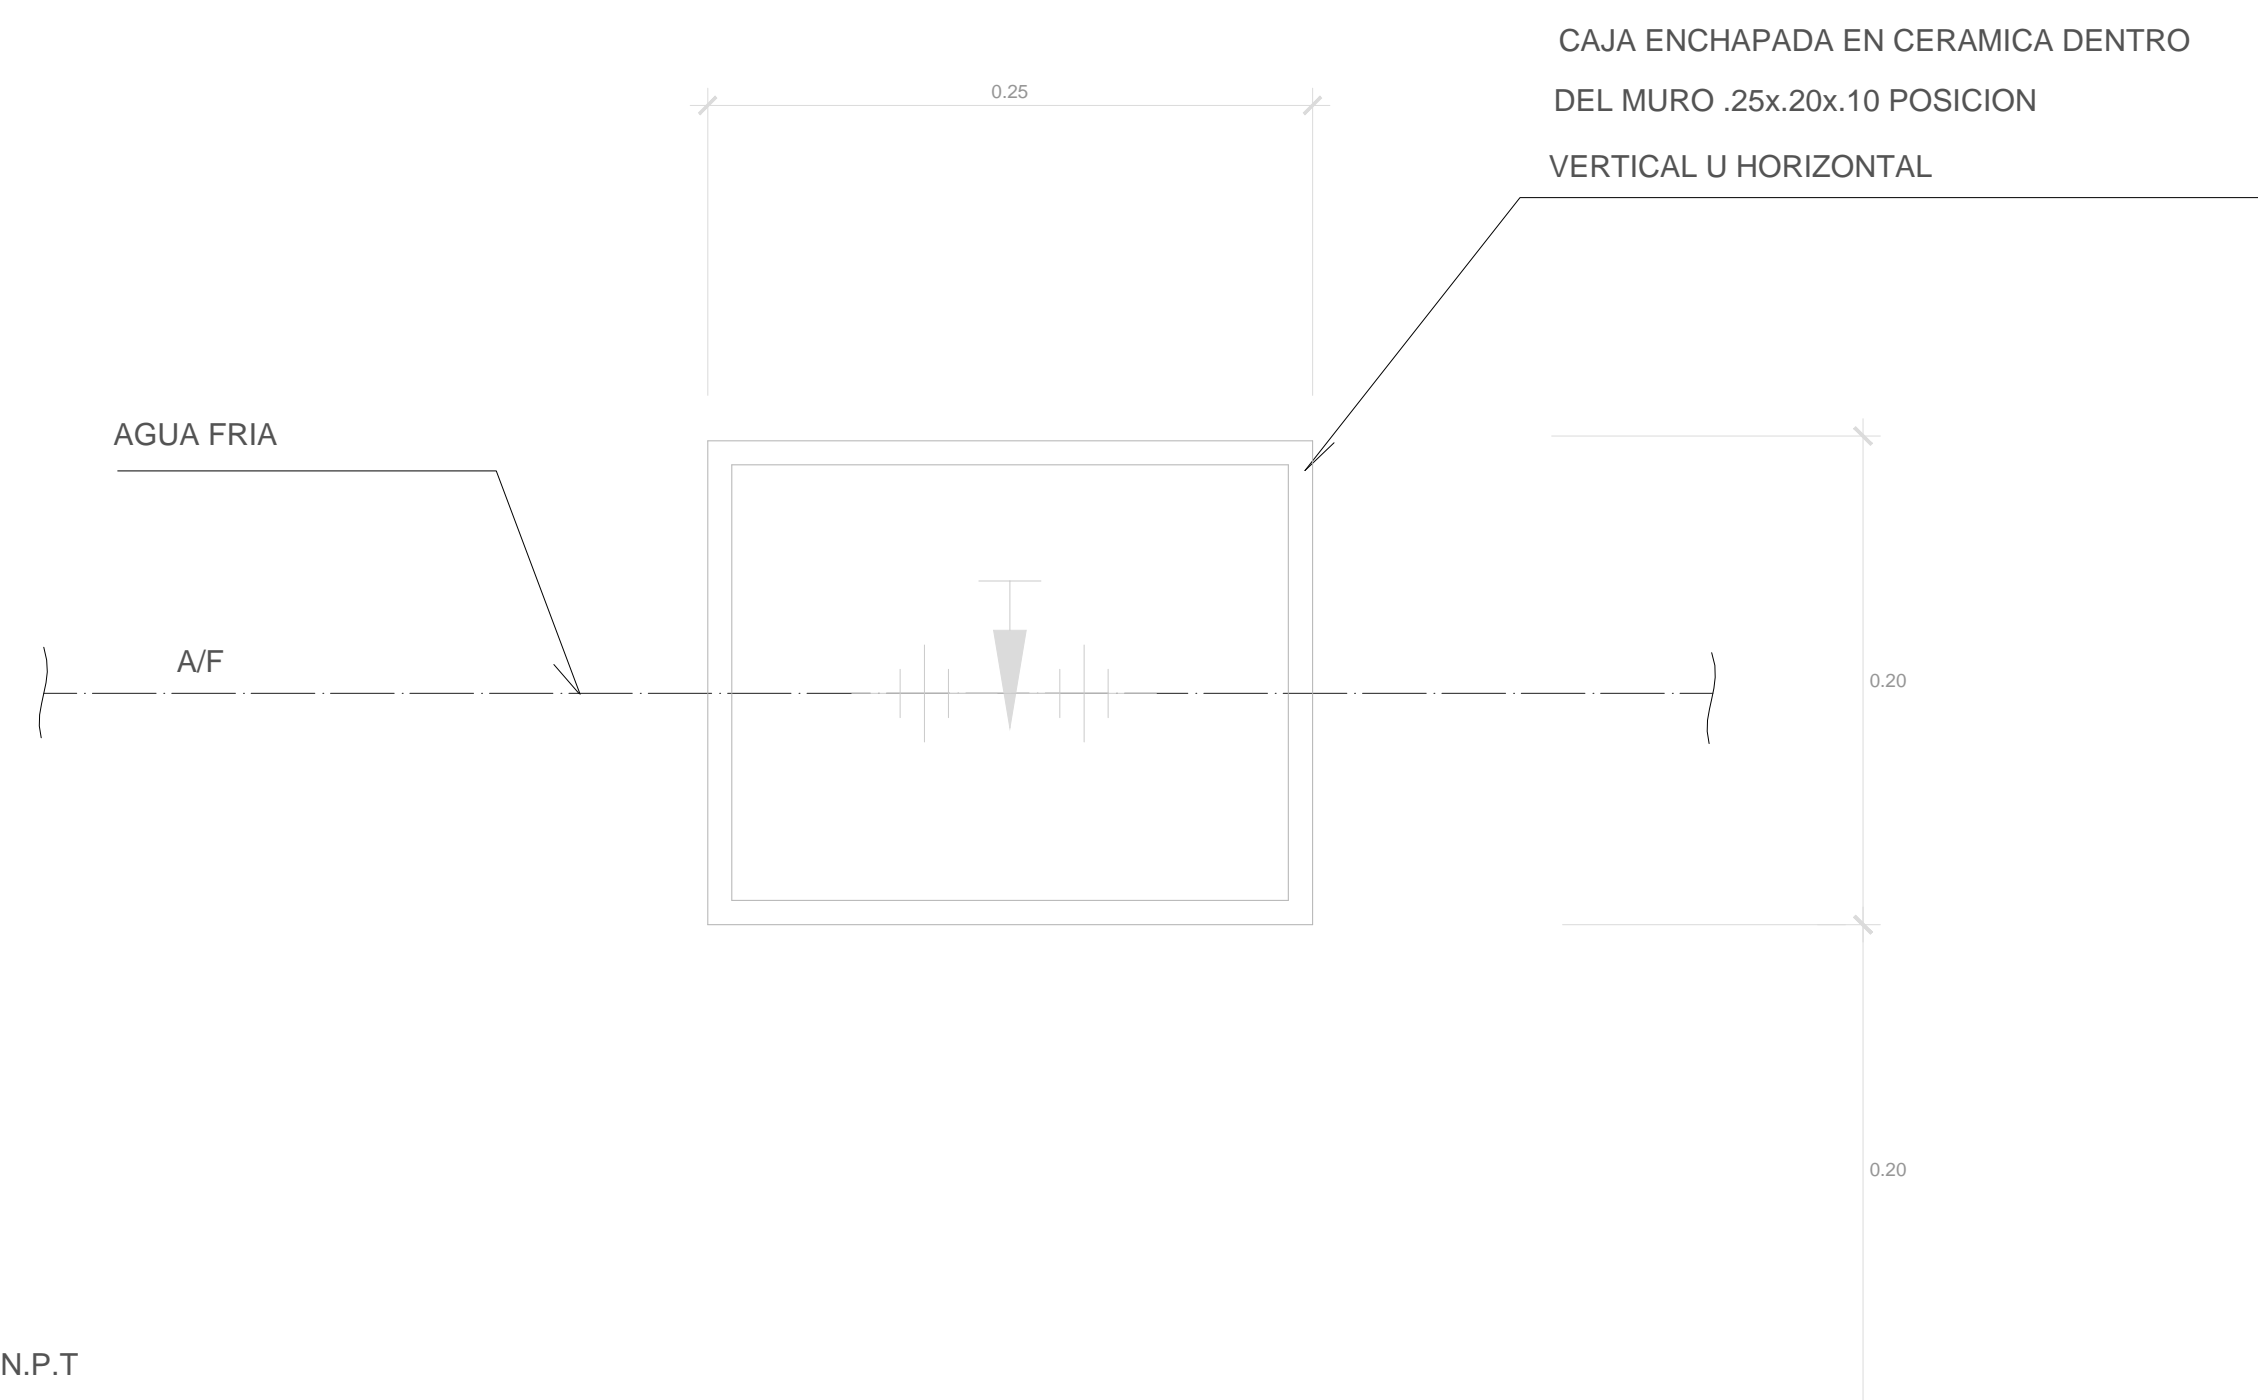 CAJA ENCHAPADA EN CERAMICA DENTRO
DEL MURO .25x.20x.10 POSICION
VERTICAL U HORIZONTAL
0.25
AGUA FRIA
A/F
0.20
0.20
N.P.T